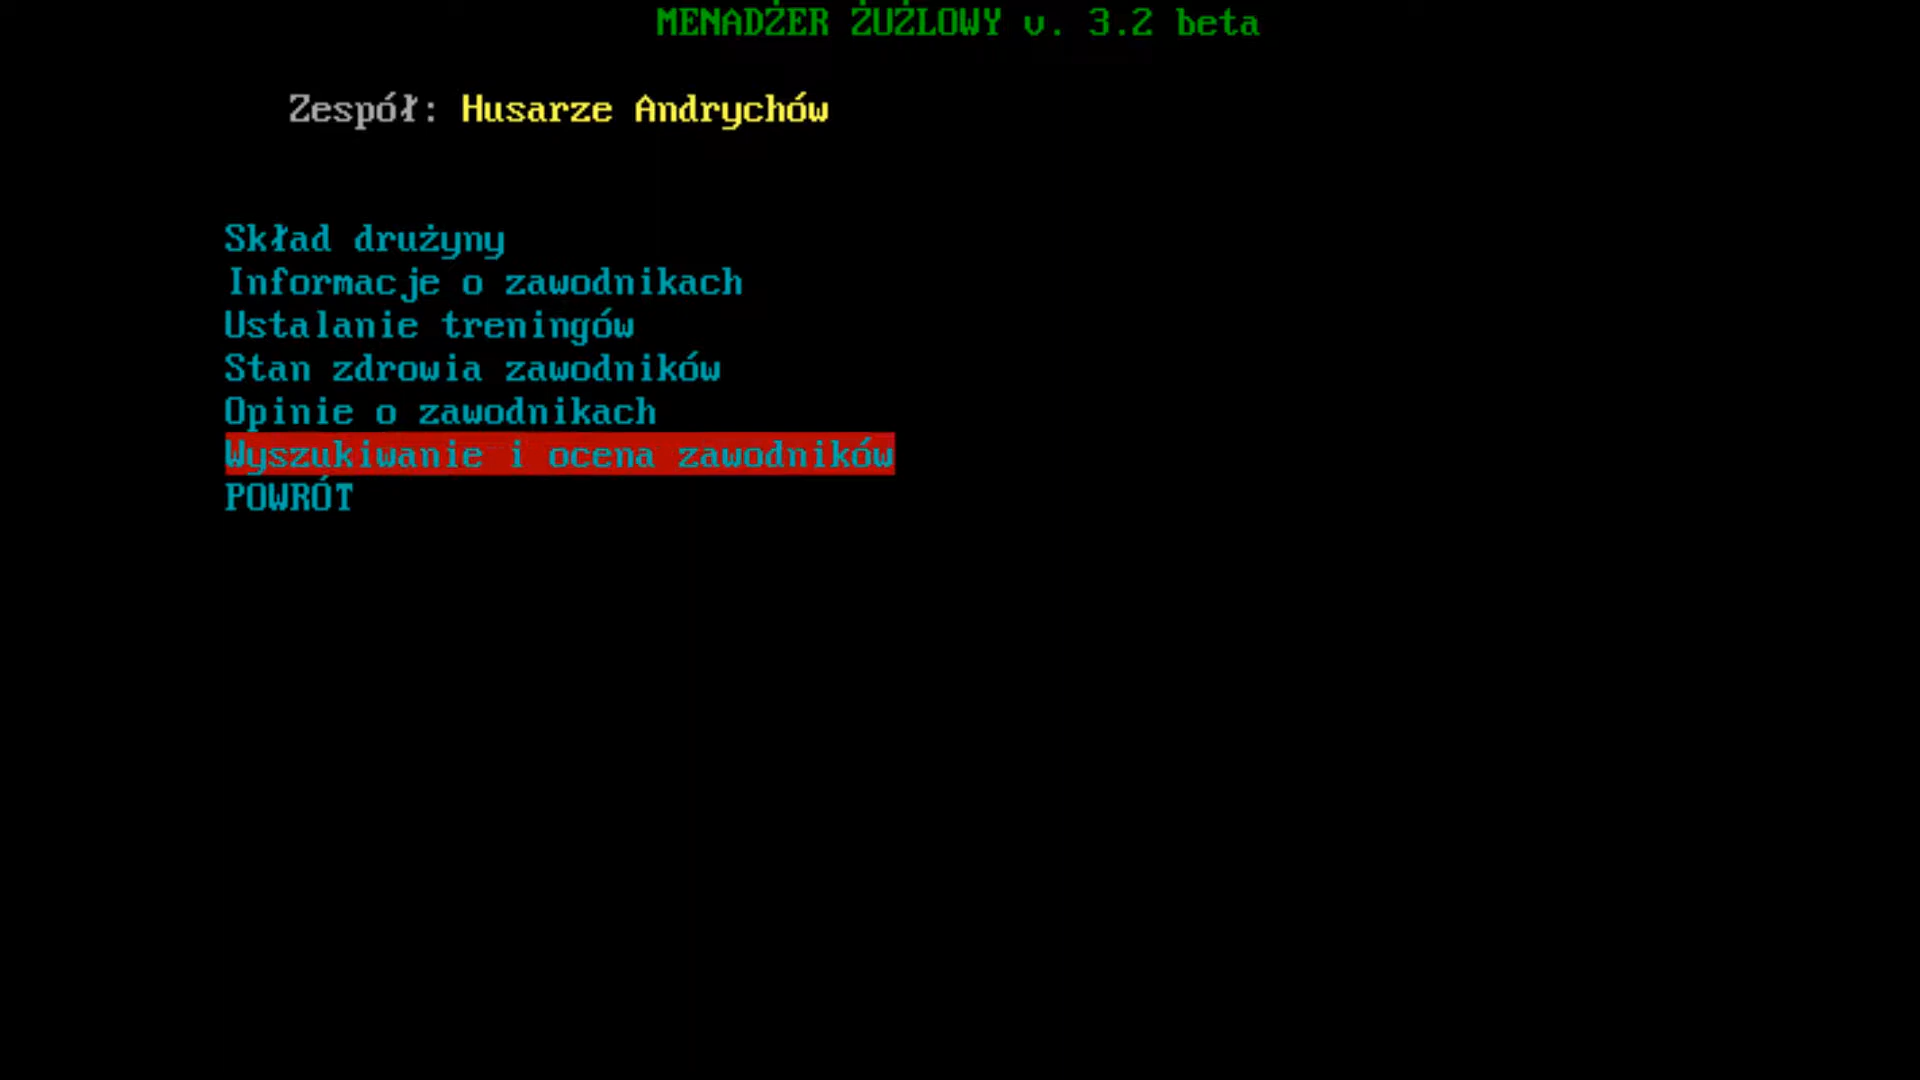 MENADŻER ŻUŻLOWY v. 3.2 beta
Zespół: Husarze Andrychów
Skład drużyny
Informacje o zawodnikach
Ustalanie treningów
Stan zdrowia zawodników
Opinie o zawodnikach
Wyszukiwanie i ocena zawodników
POWRÓT